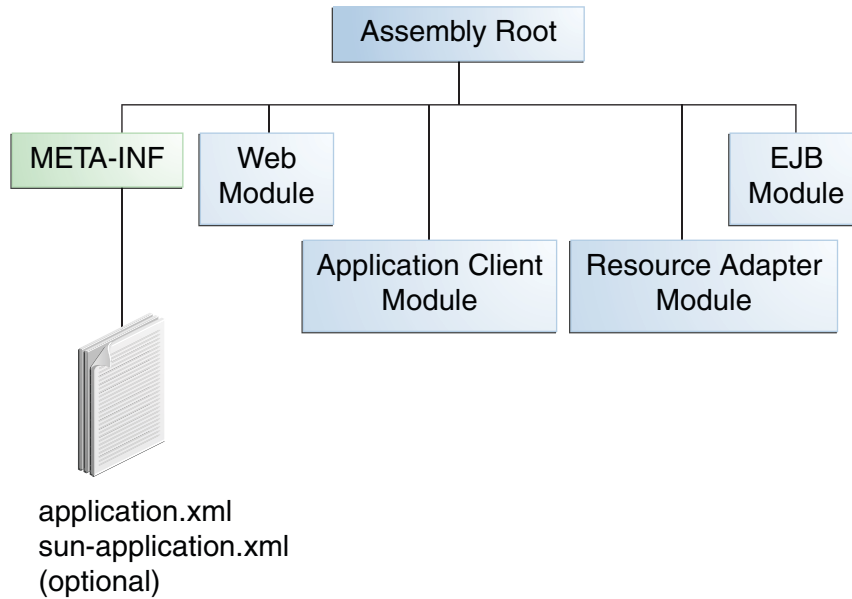 Assembly Root
META-INF
Web
Module
EJB
Module
Application Client
Module
Resource Adapter
Module
application.xml
sun-application.xml
(optional)